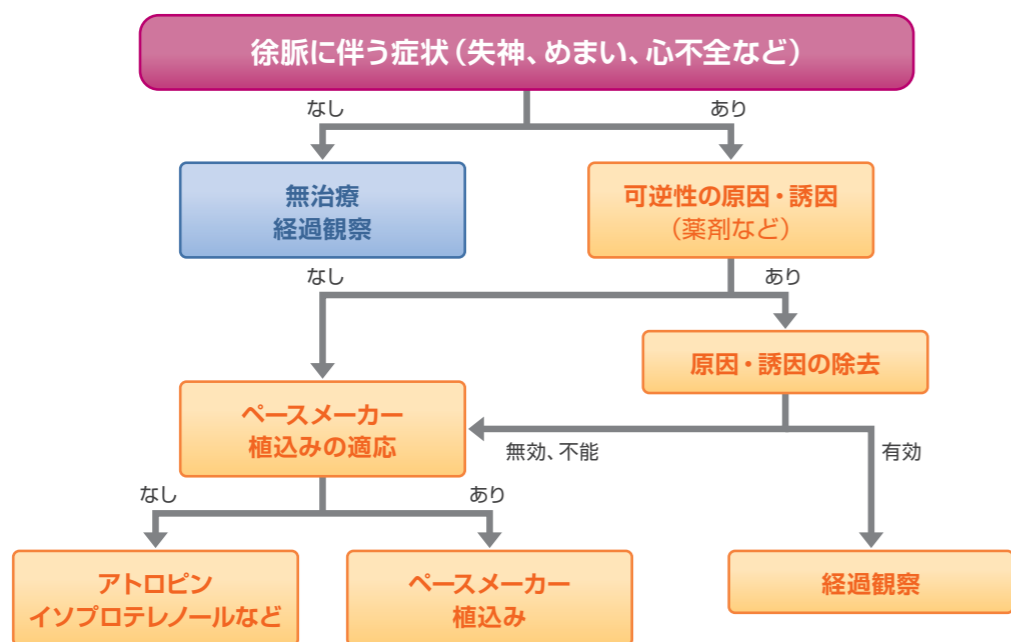 徐脈に伴う症状（失神、めまい、心不全など）
なし
あり
無治療
経過観察
可逆性の原因・誘因
（薬剤など）
なし
あり
原因・誘因の除去
ペースメーカー
植込みの適応
無効、不能
有効
なし
あり
アトロピン
イソプロテレノールなど
ペースメーカー
植込み
経過観察